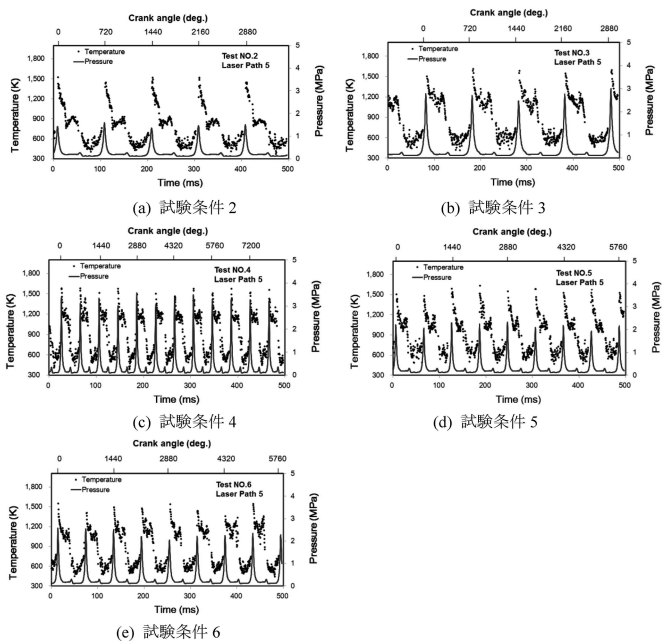 Crank angle (deg.)
0 720 1440 2160 2880
Temperature
Pressure
Test NO.2
Laser Path 5
Temperature (K)
1,800
1,500
1,200
900
600
300
Pressure (MPa)
5
4
3
2
1
0
0 100 200 300 400 500
Time (ms)
(a) 試験条件 2
Crank angle (deg.)
0 720 1440 2160 2880
Temperature
Pressure
Test NO.3
Laser Path 5
Temperature (K)
1,800
1,500
1,200
900
600
300
Pressure (MPa)
5
4
3
2
1
0
0 100 200 300 400 500
Time (ms)
(b) 試験条件 3
Crank angle (deg.)
0 1440 2880 4320 5760 7200
Temperature
Pressure
Test NO.4
Laser Path 5
Temperature (K)
1,800
1,500
1,200
900
600
300
Pressure (MPa)
5
4
3
2
1
0
0 100 200 300 400 500
Time (ms)
(c) 試験条件 4
Crank angle (deg.)
0 1440 2880 4320 5760
Temperature
Pressure
Test NO.5
Laser Path 5
Temperature (K)
1,800
1,500
1,200
900
600
300
Pressure (MPa)
5
4
3
2
1
0
0 100 200 300 400 500
Time (ms)
(d) 試験条件 5
Crank angle (deg.)
0 1440 2880 4320 5760
Temperature
Pressure
Test NO.6
Laser Path 5
Temperature (K)
1,800
1,500
1,200
900
600
300
Pressure (MPa)
5
4
3
2
1
0
0 100 200 300 400 500
Time (ms)
(e) 試験条件 6